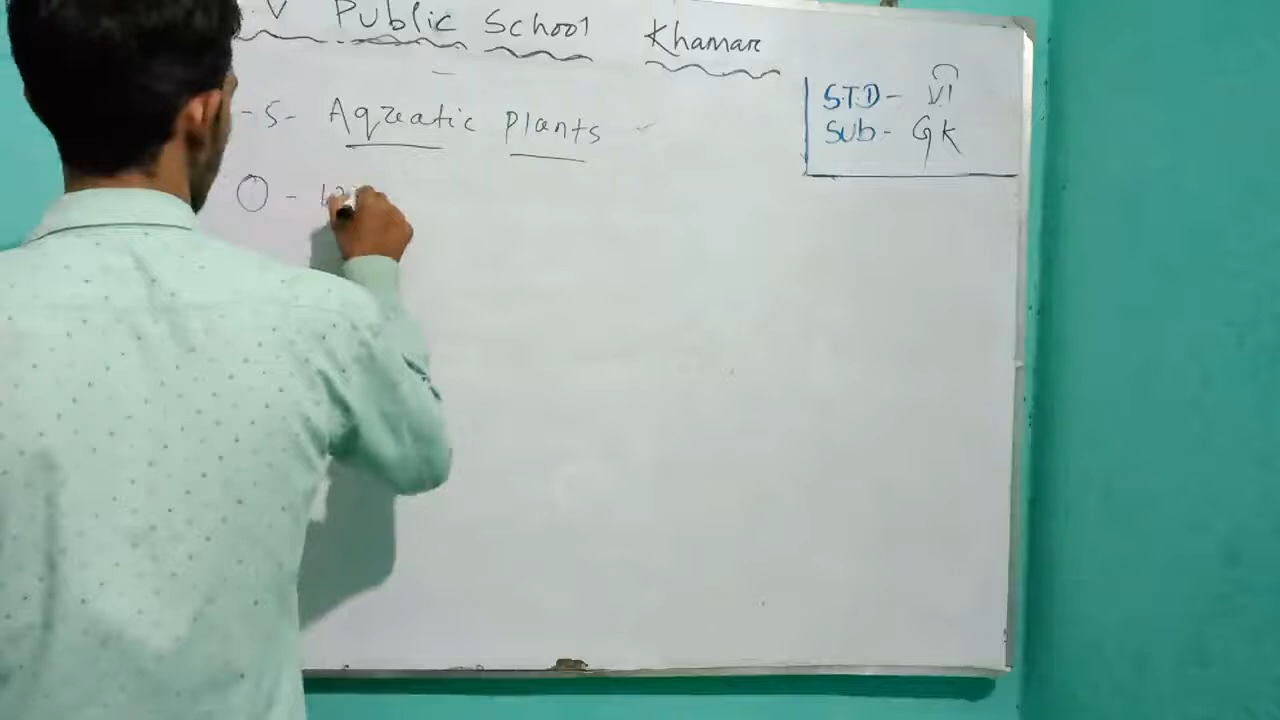 V Public School Khamar
STD- VI
-5- Aqzeatic Plants
Sub- GK
O -